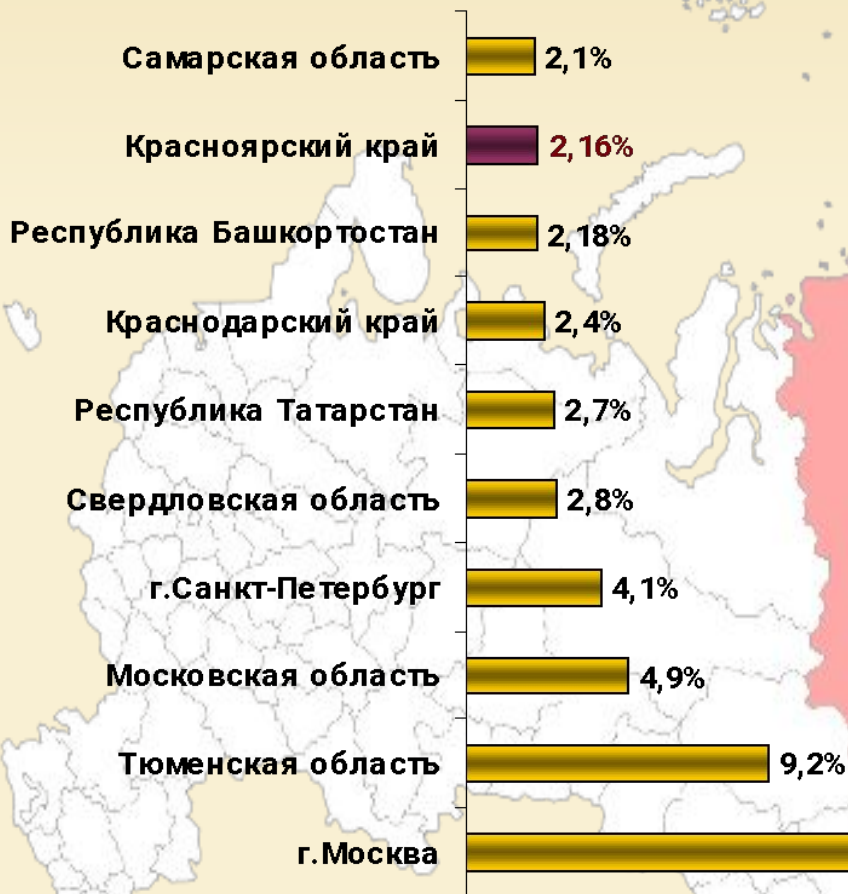 Самарская область 2,1%
Красноярский край 2,16%
Республика Башкортостан 2,18%
Краснодарский край 2,4%
Республика Татарстан 2,7%
Свердловская область 2,8%
г.Санкт-Петербург 4,1%
Московская область 4,9%
Тюменская область 9,2%
г.Москва